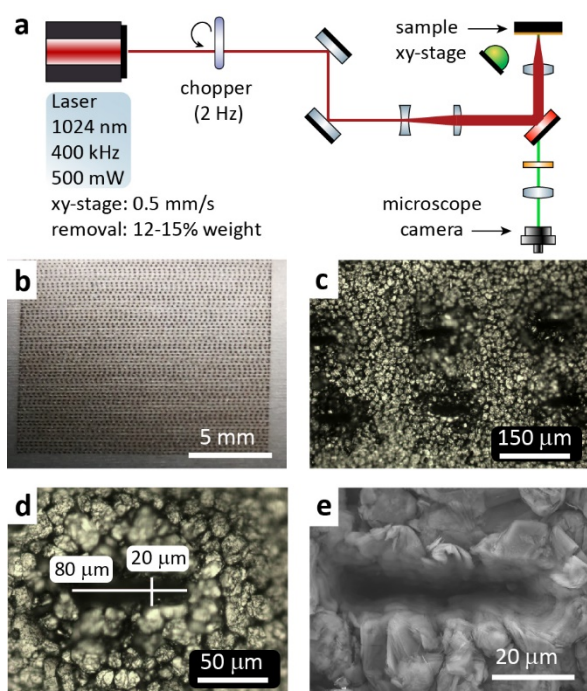 a
sample
xy-stage
chopper
(2 Hz)
Laser
1024 nm
400 kHz
500 mW
xy-stage: 0.5 mm/s
removal: 12-15% weight
microscope
camera
b
5 mm
c
150 µm
d
80 µm
20 µm
50 µm
e
20 µm